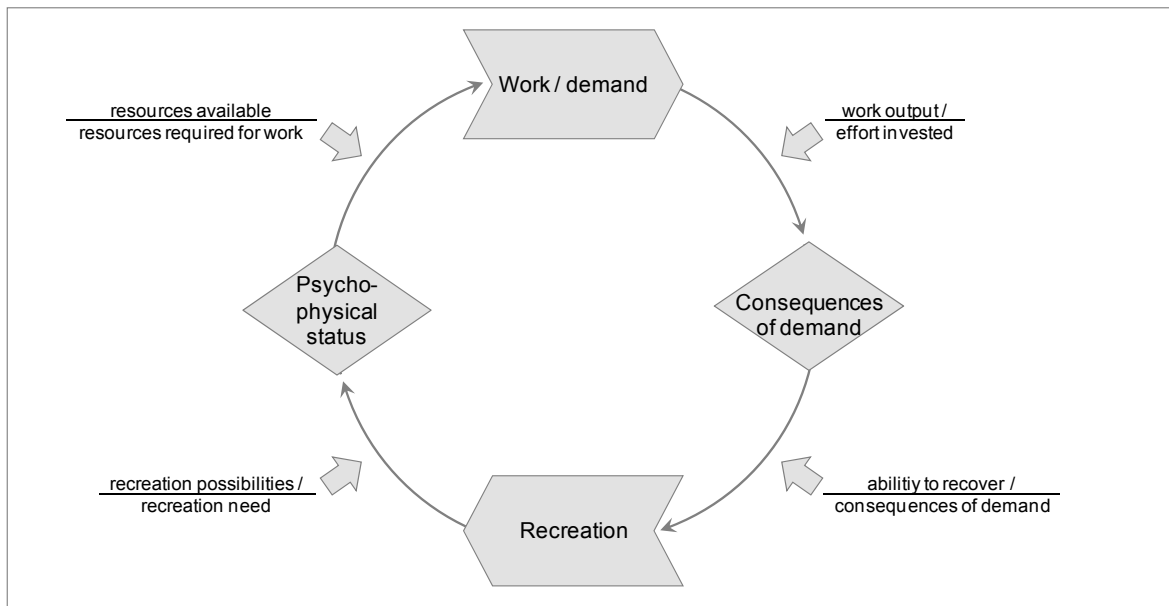 Work / demand
resources available
resources required for work
work output /
effort invested
Psycho-
physical
status
Consequences
of demand
recreation possibilities /
recreation need
Recreation
abilitiy to recover /
consequences of demand